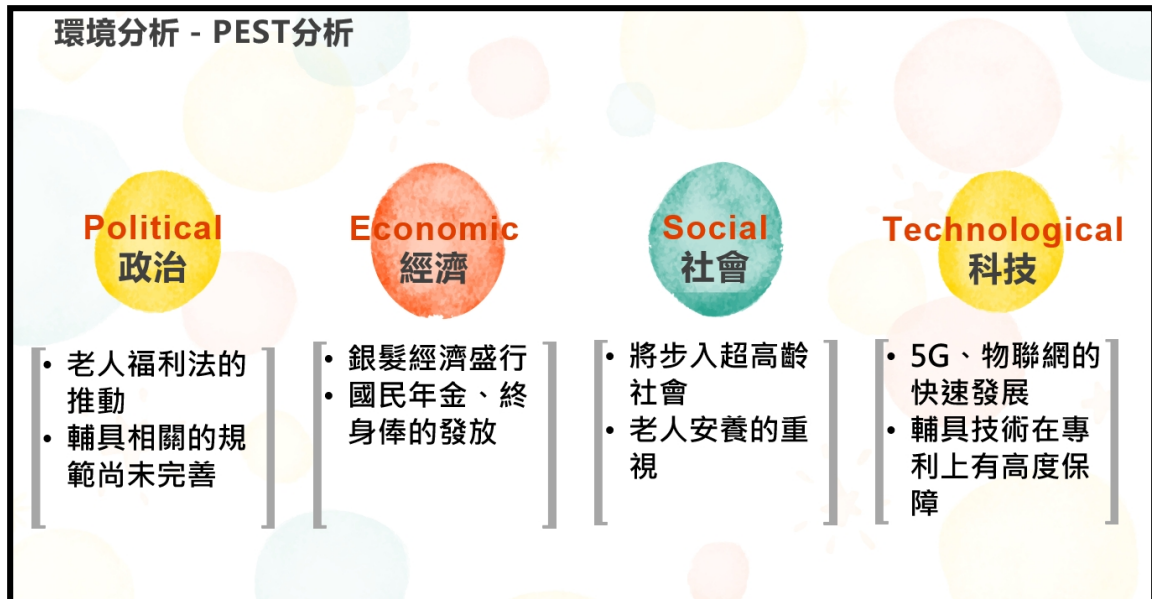 環境分析 - PEST分析
Political
政治
• 老人福利法的
推動
• 輔具相關的規
範尚未完善
Economic
經濟
• 銀髮經濟盛行
• 國民年金、終
身俸的發放
Social
社會
• 將步入超高齡
社會
• 老人安養的重
視
Technological
科技
• 5G、物聯網的
快速發展
• 輔具技術在專
利上有高度保
障